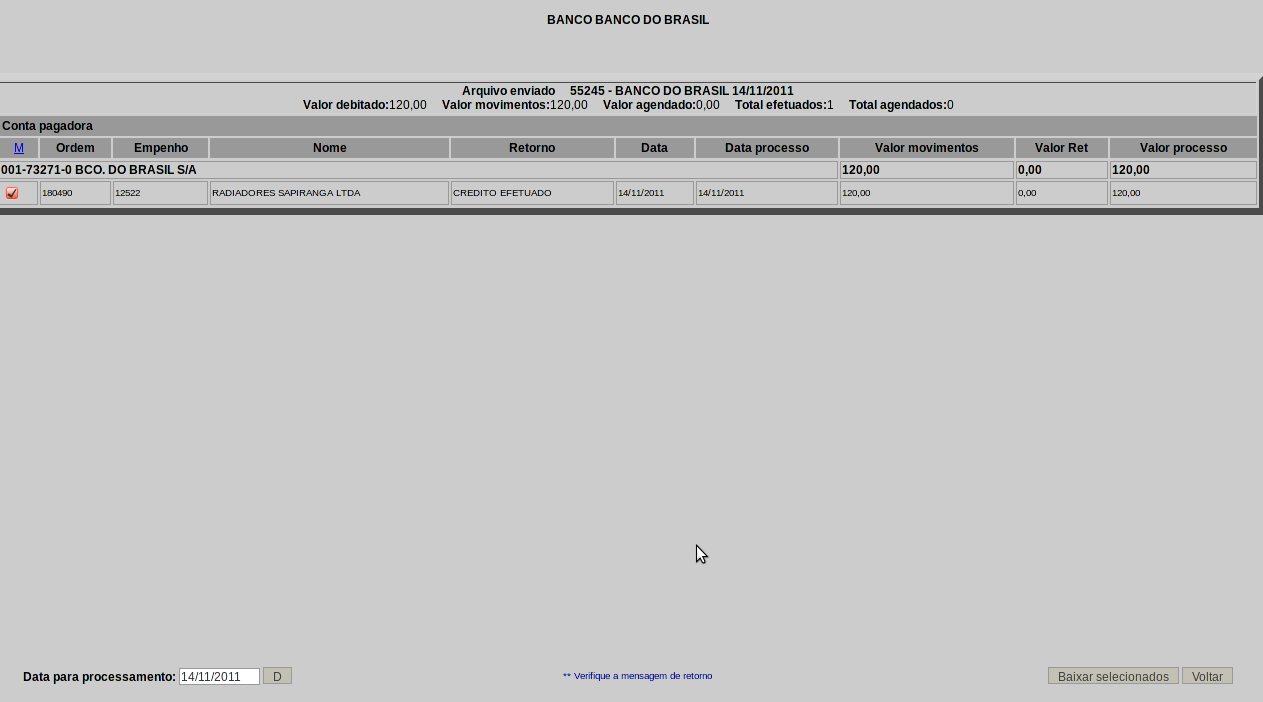 BANCO BANCO DO BRASIL
Arquivo enviado 55245 - BANCO DO BRASIL 14/11/2011
Valor debitado:120,00 Valor movimentos:120,00 Valor agendado:0,00 Total efetuados:1 Total agendados:0
Conta pagadora
M Ordem Empenho Nome Retorno Data Data processo Valor movimentos Valor Ret Valor processo
001-73271-0 BCO. DO BRASIL S/A 120,00 0,00 120,00
180490 12522 RADIADORES SAPIRANGA LTDA CREDITO EFETUADO 14/11/2011 14/11/2011 120,00 0,00 120,00
Data para processamento: 14/11/2011 D ** Verifique a mensagem de retorno Baixar selecionados Voltar